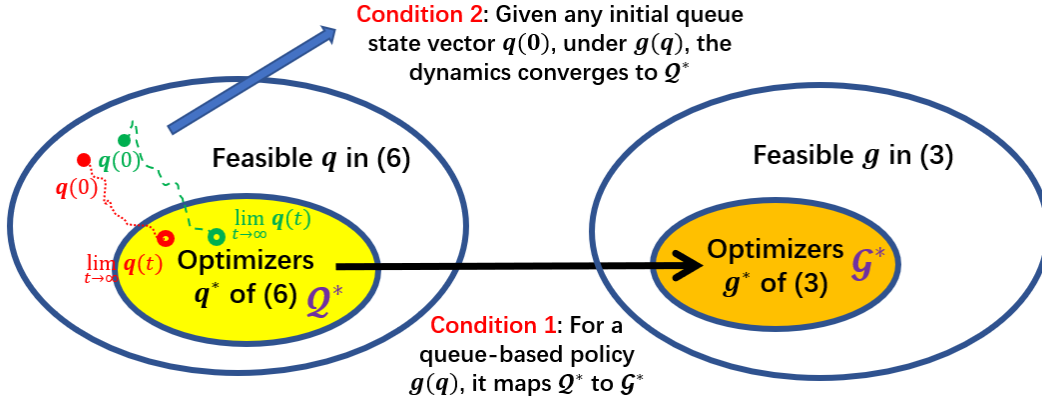 Condition 2: Given any initial queue
state vector q(0), under g(q), the
dynamics converges to 𝒬*
Feasible q in (6)
q(0)
q(0)
lim q(t)
t→∞
lim q(t)
t→∞
Optimizers
q* of (6) 𝒬*
Feasible g in (3)
Optimizers
g* of (3) 𝒢*
Condition 1: For a
queue-based policy
g(q), it maps 𝒬* to 𝒢*